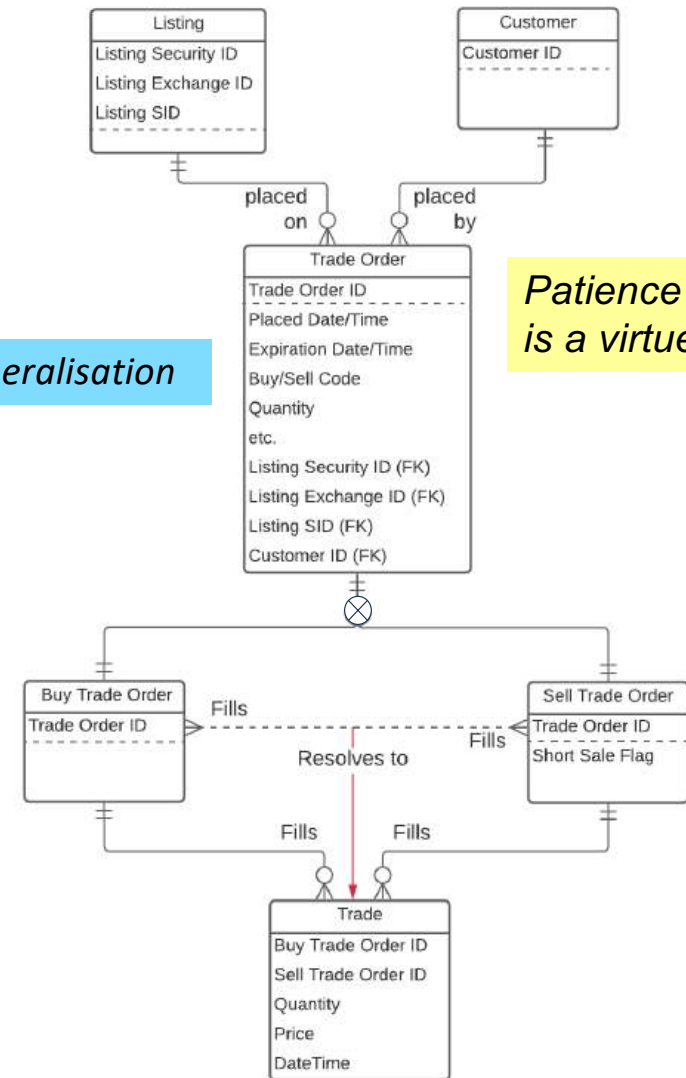 Listing
Listing Security ID
Listing Exchange ID
Listing SID
Customer
Customer ID
placed
on
placed
by
Trade Order
Trade Order ID
Placed Date/Time
Expiration Date/Time
Buy/Sell Code
Quantity
etc.
Listing Security ID (FK)
Listing Exchange ID (FK)
Listing SID (FK)
Customer ID (FK)
eralisation
Patience
is a virtue
Buy Trade Order
Trade Order ID
Fills
Fills
Resolves to
Sell Trade Order
Trade Order ID
Short Sale Flag
Fills
Fills
Trade
Buy Trade Order ID
Sell Trade Order ID
Quantity
Price
DateTime